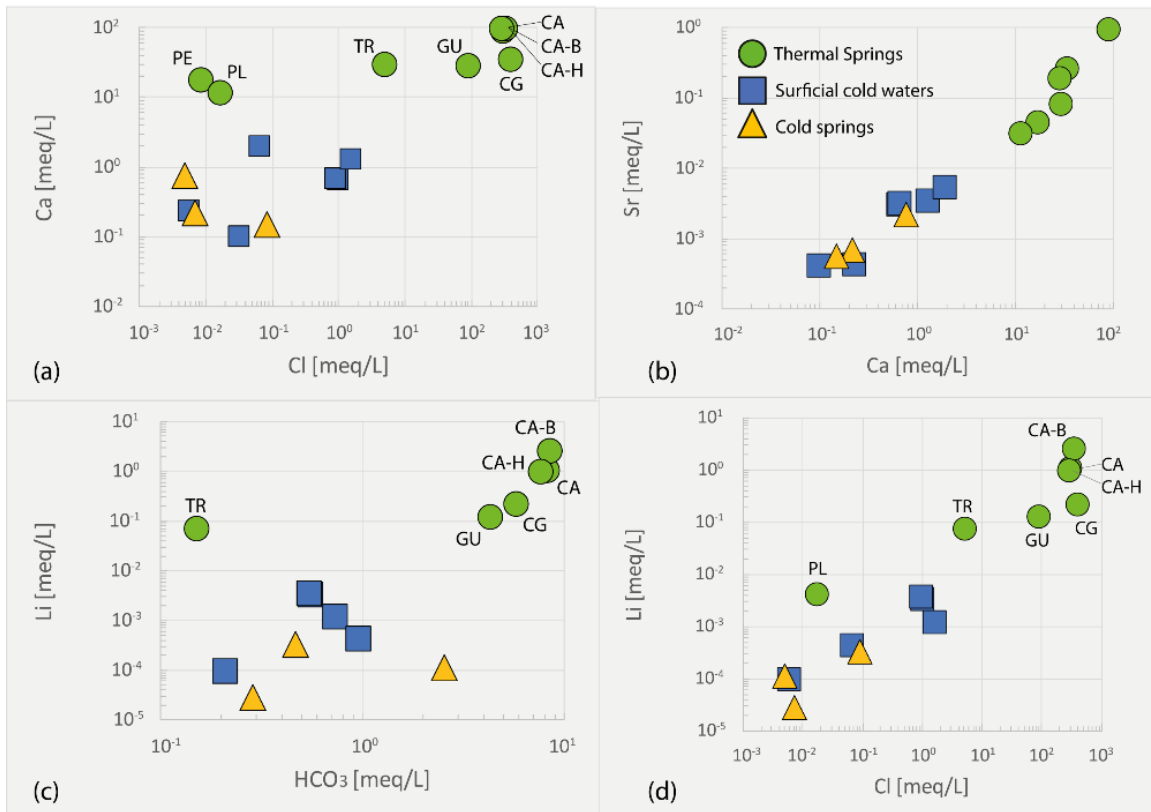 10² 10¹ 10⁰ 10⁻¹ 10⁻²
Ca [meq/L]
PE
PL
TR
GU
CG
CA
CA-B
CA-H
10⁻³ 10⁻² 10⁻¹ 10⁰ 10¹ 10² 10³
Cl [meq/L]
(a)
10⁰ 10⁻¹ 10⁻² 10⁻³ 10⁻⁴
Sr [meq/L]
Thermal Springs
Surficial cold waters
Cold springs
10⁻² 10⁻¹ 10⁰ 10¹ 10²
Ca [meq/L]
(b)
10¹ 10⁰ 10⁻¹ 10⁻² 10⁻³ 10⁻⁴ 10⁻⁵
Li [meq/L]
CA-B
CA-H
CA
TR
GU
CG
10⁻¹ 10⁰ 10¹
HCO₃ [meq/L]
(c)
10¹ 10⁰ 10⁻¹ 10⁻² 10⁻³ 10⁻⁴ 10⁻⁵
Li [meq/L]
CA-B
CA
CA-H
TR
GU
CG
PL
10⁻³ 10⁻² 10⁻¹ 10⁰ 10¹ 10² 10³
Cl [meq/L]
(d)